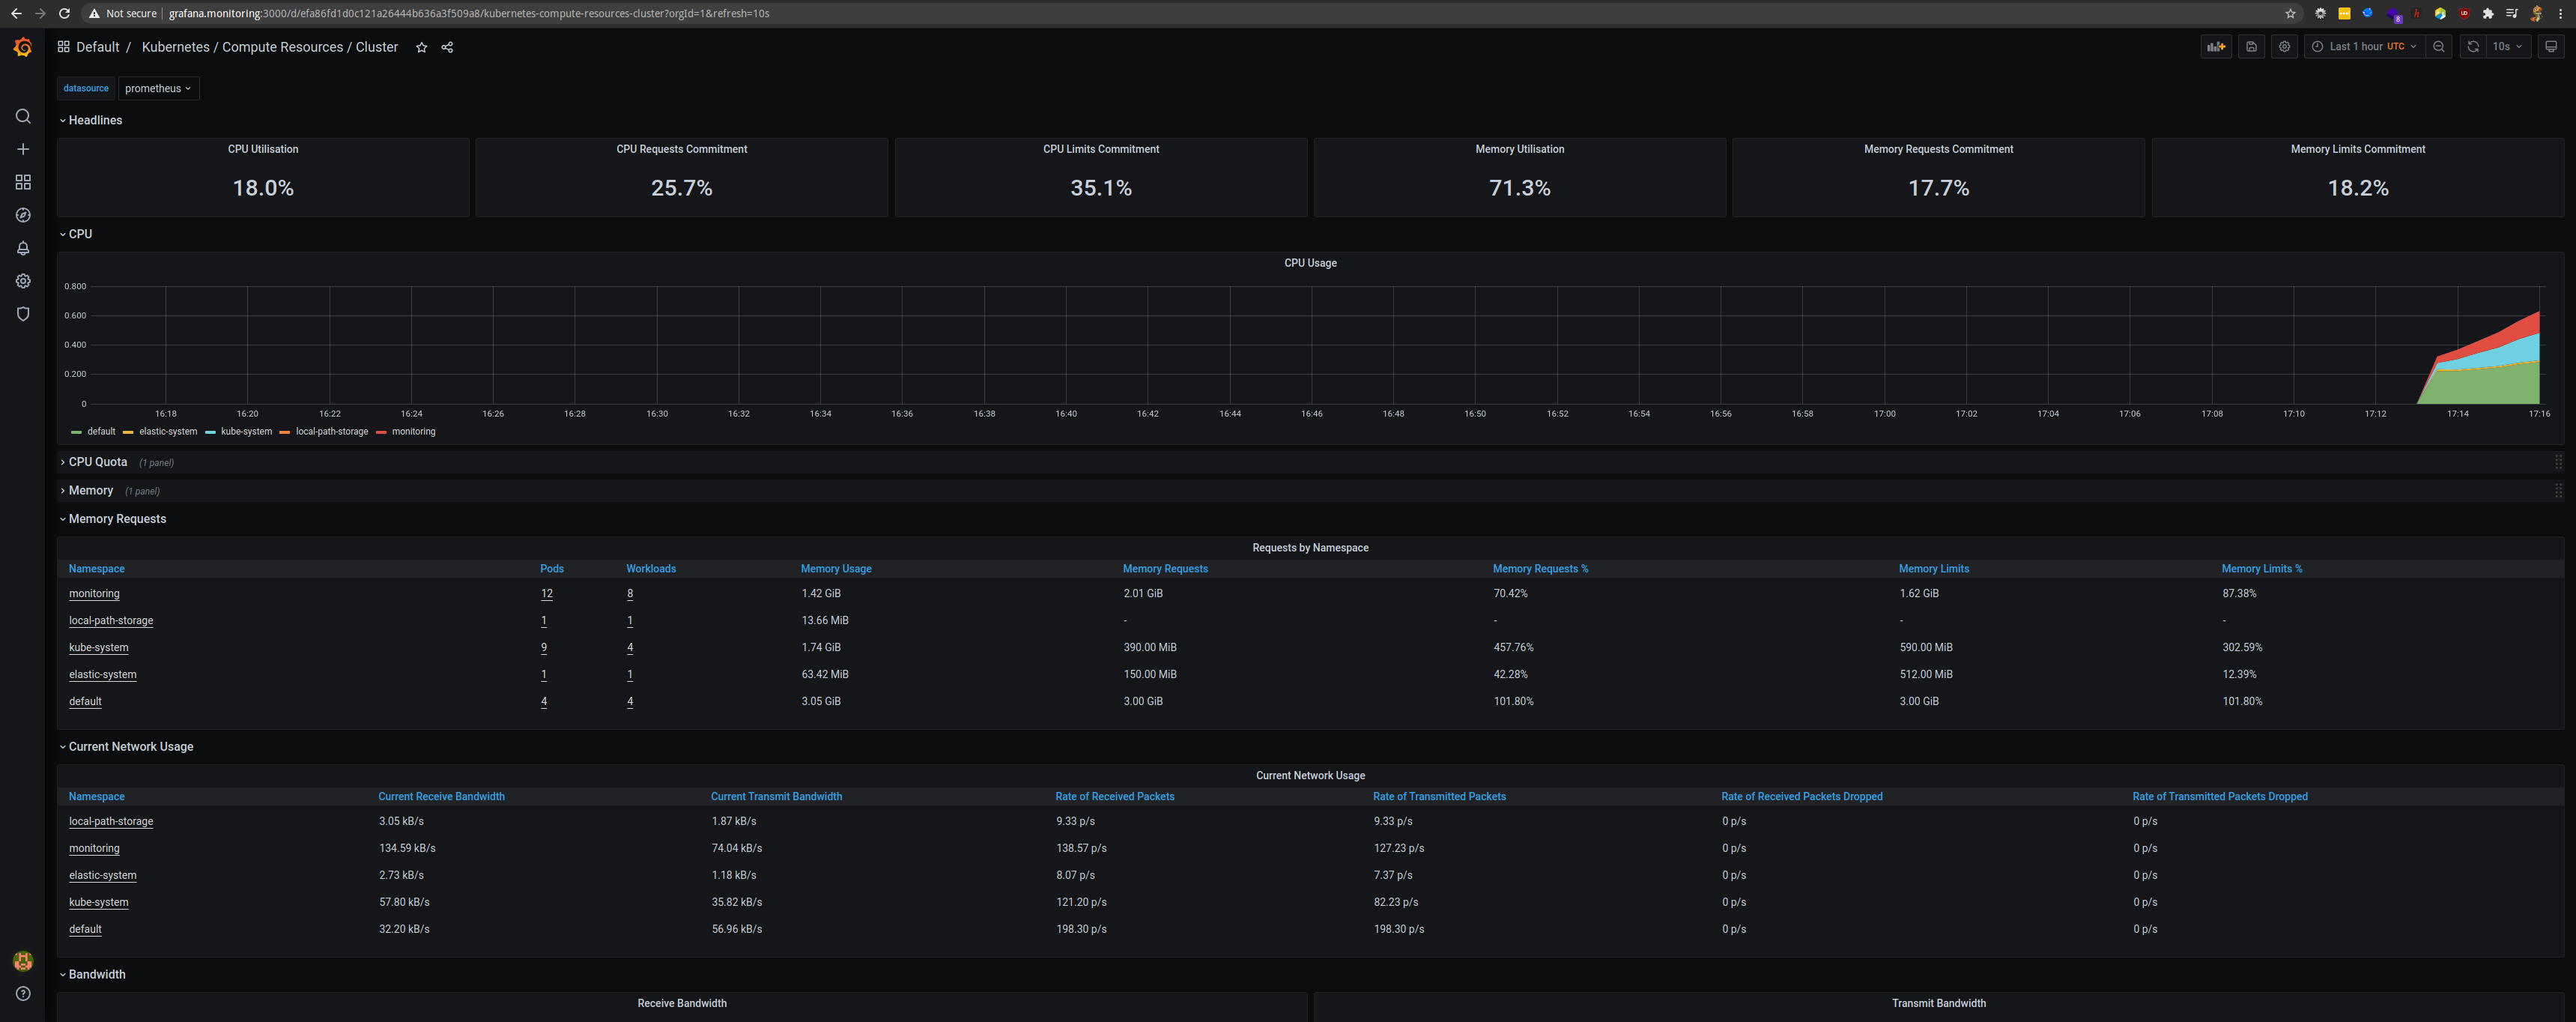 Not secure | grafana.monitoring:3000/d/efa86fd1d0c121a26444b636a3f509a8/kubernetes-compute-resources-cluster?orgId=1&refresh=10s
8
Default / Kubernetes / Compute Resources / Cluster
Last 1 hour UTC
10s
datasource prometheus
Headlines
CPU Utilisation CPU Requests Commitment CPU Limits Commitment Memory Utilisation Memory Requests Commitment Memory Limits Commitment
18.0% 25.7% 35.1% 71.3% 17.7% 18.2%
CPU
CPU Usage
0.800
0.600
0.400
0.200
0
16:18 16:20 16:22 16:24 16:26 16:28 16:30 16:32 16:34 16:36 16:38 16:40 16:42 16:44 16:46 16:48 16:50 16:52 16:54 16:56 16:58 17:00 17:02 17:04 17:06 17:08 17:10 17:12 17:14 17:16
default elastic-system kube-system local-path-storage monitoring
CPU Quota (1 panel)
Memory (1 panel)
Memory Requests
Requests by Namespace
Namespace Pods Workloads Memory Usage Memory Requests Memory Requests % Memory Limits Memory Limits %
monitoring 12 8 1.42 GiB 2.01 GiB 70.42% 1.62 GiB 87.38%
local-path-storage 1 1 13.66 MiB - - - -
kube-system 9 4 1.74 GiB 390.00 MiB 457.76% 590.00 MiB 302.59%
elastic-system 1 1 63.42 MiB 150.00 MiB 42.28% 512.00 MiB 12.39%
default 4 4 3.05 GiB 3.00 GiB 101.80% 3.00 GiB 101.80%
Current Network Usage
Current Network Usage
Namespace Current Receive Bandwidth Current Transmit Bandwidth Rate of Received Packets Rate of Transmitted Packets Rate of Received Packets Dropped Rate of Transmitted Packets Dropped
local-path-storage 3.05 kB/s 1.87 kB/s 9.33 p/s 9.33 p/s 0 p/s 0 p/s
monitoring 134.59 kB/s 74.04 kB/s 138.57 p/s 127.23 p/s 0 p/s 0 p/s
elastic-system 2.73 kB/s 1.18 kB/s 8.07 p/s 7.37 p/s 0 p/s 0 p/s
kube-system 57.80 kB/s 35.82 kB/s 121.20 p/s 82.23 p/s 0 p/s 0 p/s
default 32.20 kB/s 56.96 kB/s 198.30 p/s 198.30 p/s 0 p/s 0 p/s
Bandwidth
Receive Bandwidth Transmit Bandwidth